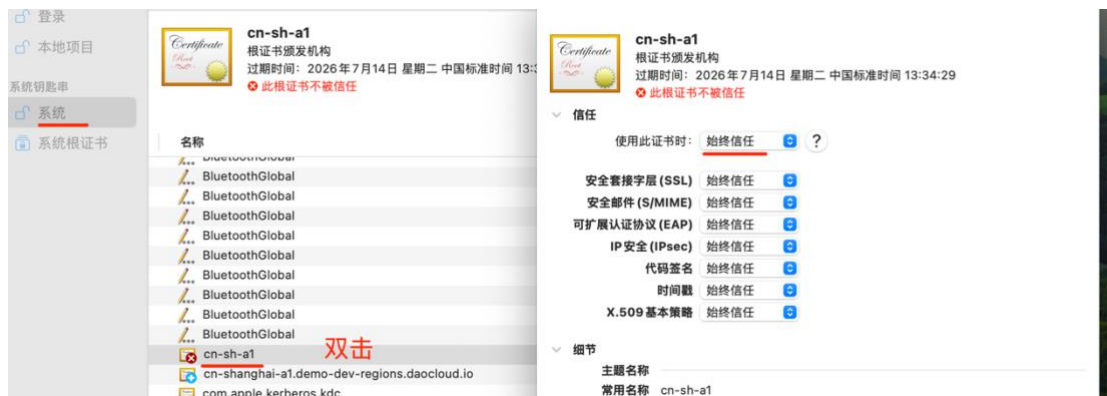 登录
本地项目
系统钥匙串
系统
系统根证书
Certificate
Root
cn-sh-a1
根证书颁发机构
过期时间：2026年7月14日 星期二 中国标准时间 13:3
此根证书不被信任
名称
BluetoothGlobal
BluetoothGlobal
BluetoothGlobal
BluetoothGlobal
BluetoothGlobal
BluetoothGlobal
BluetoothGlobal
BluetoothGlobal
BluetoothGlobal
BluetoothGlobal
cn-sh-a1
双击
cn-shanghai-a1.demo-dev-regions.daocloud.io
com.apple.kerberos.kdc
Certificate
Root
cn-sh-a1
根证书颁发机构
过期时间：2026年7月14日 星期二 中国标准时间 13:34:29
此根证书不被信任
信任
使用此证书时： 始终信任 ?
安全套接字层 (SSL) 始终信任
安全邮件 (S/MIME) 始终信任
可扩展认证协议 (EAP) 始终信任
IP 安全 (IPsec) 始终信任
代码签名 始终信任
时间戳 始终信任
X.509 基本策略 始终信任
细节
主题名称
常用名称 cn-sh-a1